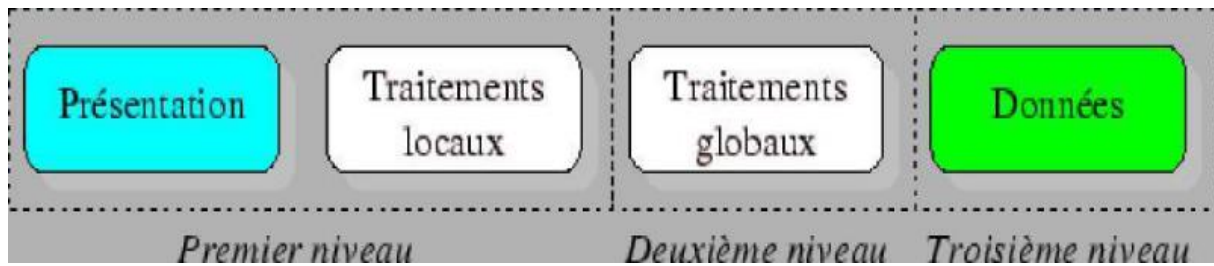 Présentation
Traitements
locaux
Traitements
globaux
Données
Premier niveau
Deuxième niveau
Troisième niveau